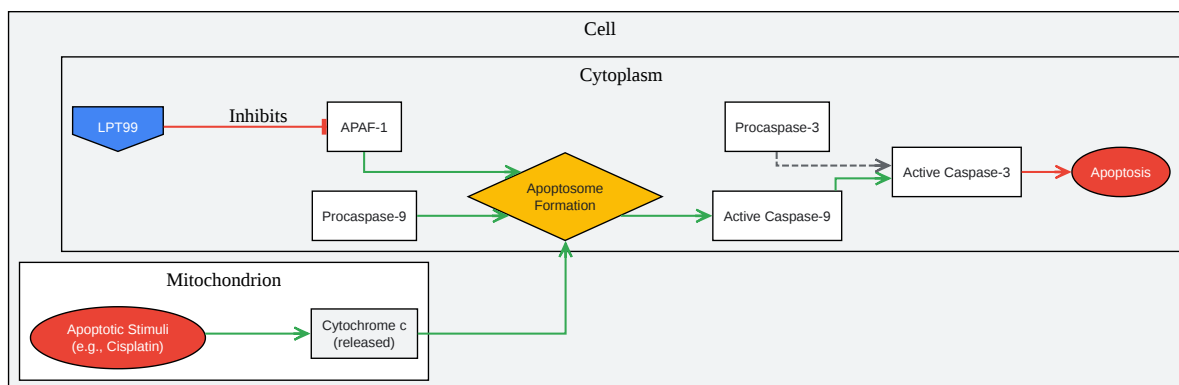 Cell
Cytoplasm
LPT99
Inhibits
APAF-1
Procaspase-3
Active Caspase-3
Apoptosis
Apoptosome
Formation
Procaspase-9
Active Caspase-9
Mitochondrion
Apoptotic Stimuli
(e.g., Cisplatin)
Cytochrome c
(released)